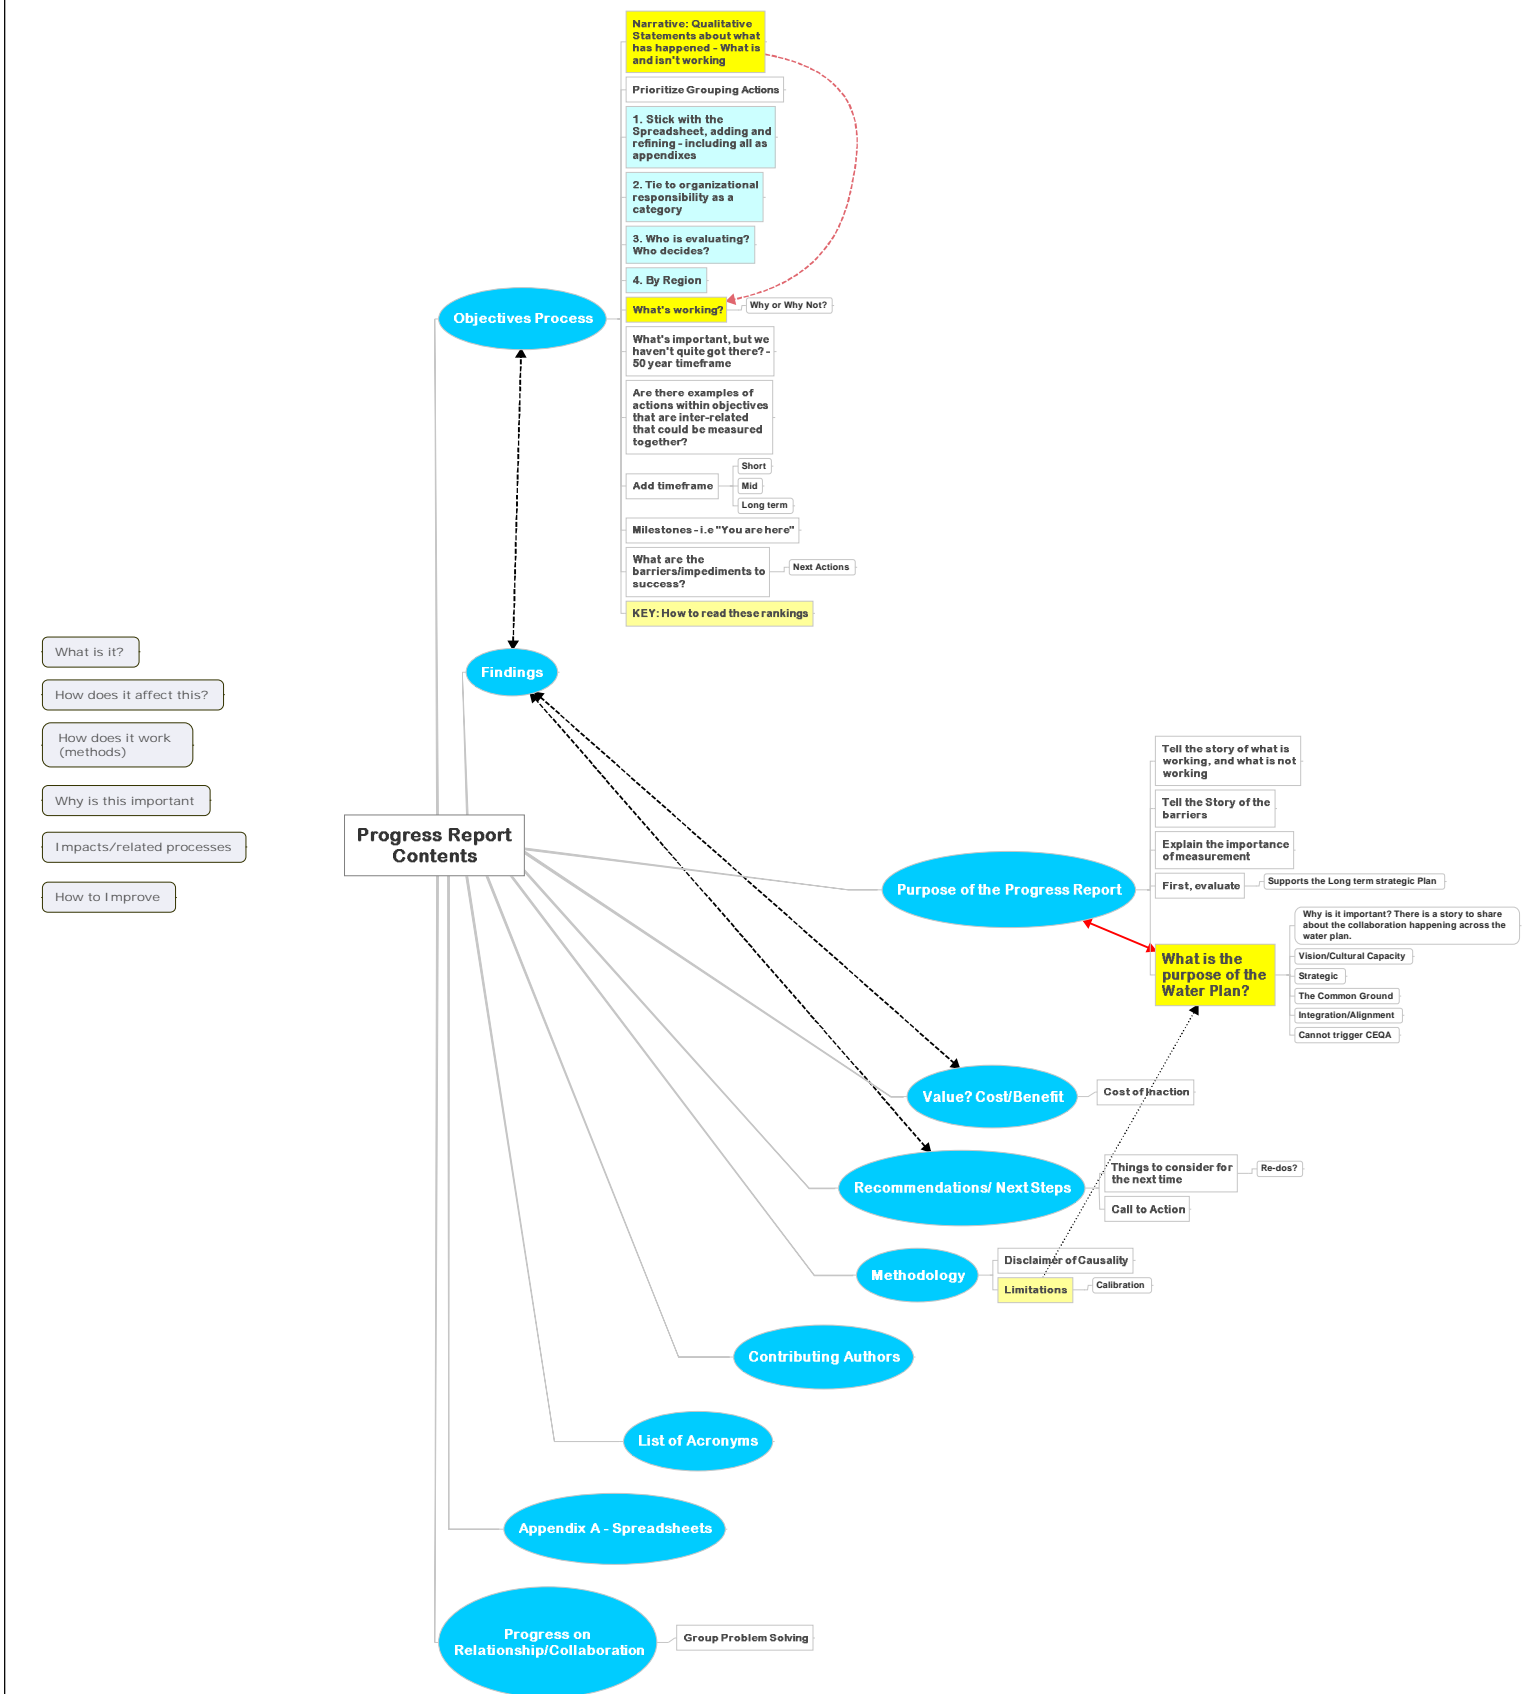 Narrative: Qualitative
Statements about what
has happened - What is
and isn't working
Prioritize Grouping Actions
1. Stick with the
Spreadsheet, adding and
refining - including all as
appendixes
2. Tie to organizational
responsibility as a
category
3. Who is evaluating?
Who decides?
4. By Region
What's working?
Why or Why Not?
Objectives Process
What's important, but we
haven't quite got there? -
50 year timeframe
Are there examples of
actions within objectives
that are inter-related
that could be measured
together?
Add timeframe
Short
Mid
Long term
Milestones - i.e "You are here"
What are the
barriers/impediments to
success?
Next Actions
KEY: How to read these rankings
What is it?
How does it affect this?
How does it work
(methods)
Why is this important
Impacts/related processes
How to Improve
Findings
Progress Report
Contents
Purpose of the Progress Report
Tell the story of what is
working, and what is not
working
Tell the Story of the
barriers
Explain the importance
of measurement
First, evaluate
Supports the Long term strategic Plan
What is the
purpose of the
Water Plan?
Why is it important? There is a story to share
about the collaboration happening across the
water plan.
Vision/Cultural Capacity
Strategic
The Common Ground
Integration/Alignment
Cannot trigger CEQA
Value? Cost/Benefit
Cost of Inaction
Recommendations/ Next Steps
Things to consider for
the next time
Re-dos?
Call to Action
Methodology
Disclaimer of Causality
Limitations
Calibration
Contributing Authors
List of Acronyms
Appendix A - Spreadsheets
Progress on
Relationship/Collaboration
Group Problem Solving